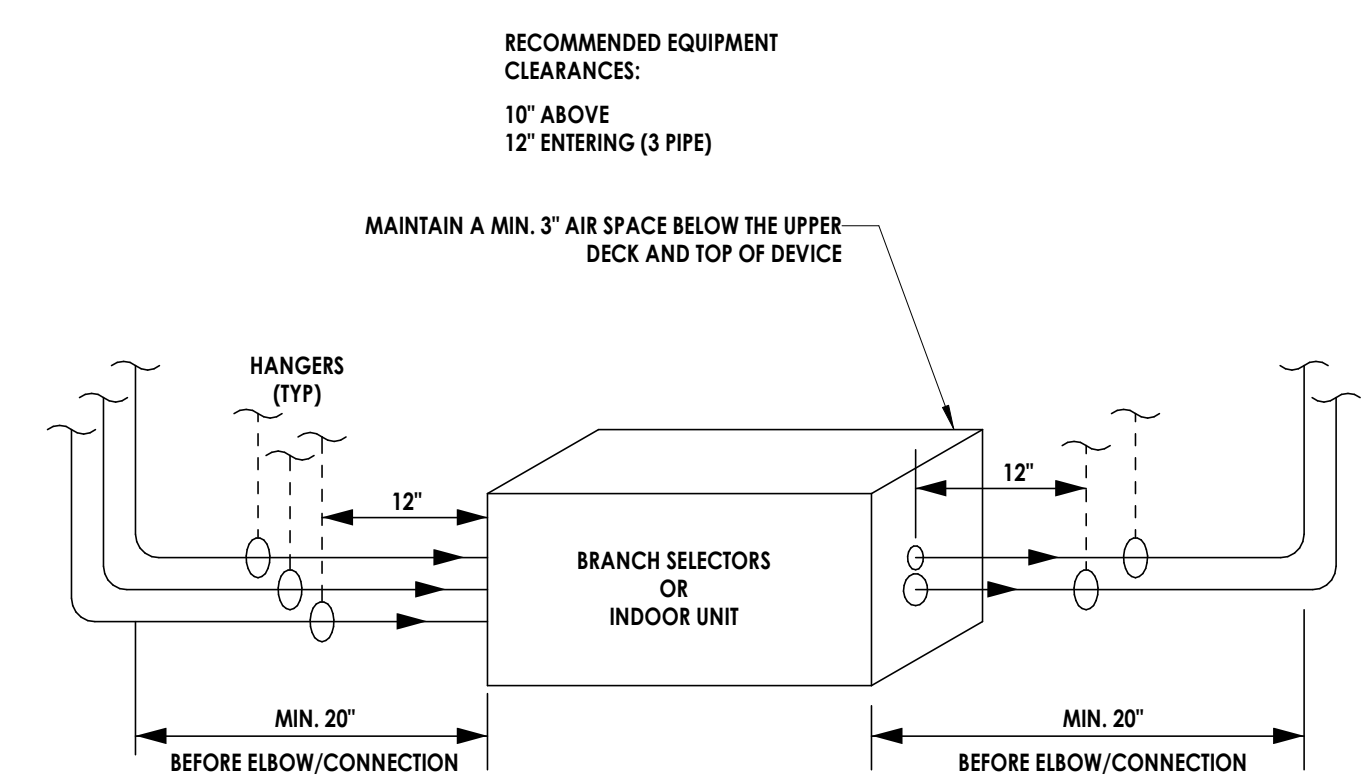 RECOMMENDED EQUIPMENT
CLEARANCES:
10" ABOVE
12" ENTERING (3 PIPE)
MAINTAIN A MIN. 3" AIR SPACE BELOW THE UPPER
DECK AND TOP OF DEVICE
HANGERS
(TYP)
12"
12"
BRANCH SELECTORS
OR
INDOOR UNIT
MIN. 20"
BEFORE ELBOW/CONNECTION
MIN. 20"
BEFORE ELBOW/CONNECTION